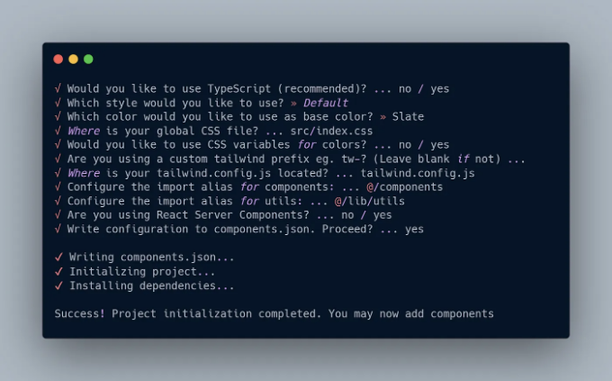 √ Would you like to use TypeScript (recommended)? ... no / yes
√ Which style would you like to use? » Default
√ Which color would you like to use as base color? » Slate
√ Where is your global CSS file? ... src/index.css
√ Would you like to use CSS variables for colors? ... no / yes
√ Are you using a custom tailwind prefix eg. tw-? (Leave blank if not) ...
√ Where is your tailwind.config.js located? ... tailwind.config.js
√ Configure the import alias for components: ... @/components
√ Configure the import alias for utils: ... @/lib/utils
√ Are you using React Server Components? ... no / yes
√ Write configuration to components.json. Proceed? ... yes
✓ Writing components.json...
✓ Initializing project...
✓ Installing dependencies...
Success! Project initialization completed. You may now add components